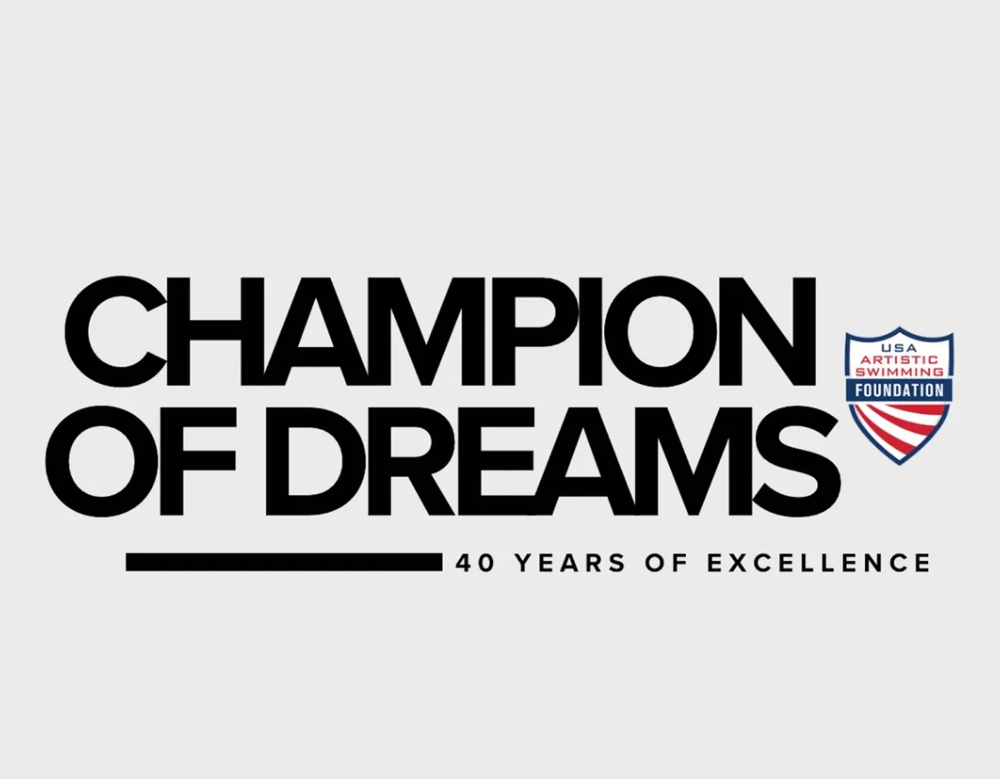 CHAMPION
OF DREAMS
USA
ARTISTIC
SWIMMING
FOUNDATION
40 YEARS OF EXCELLENCE